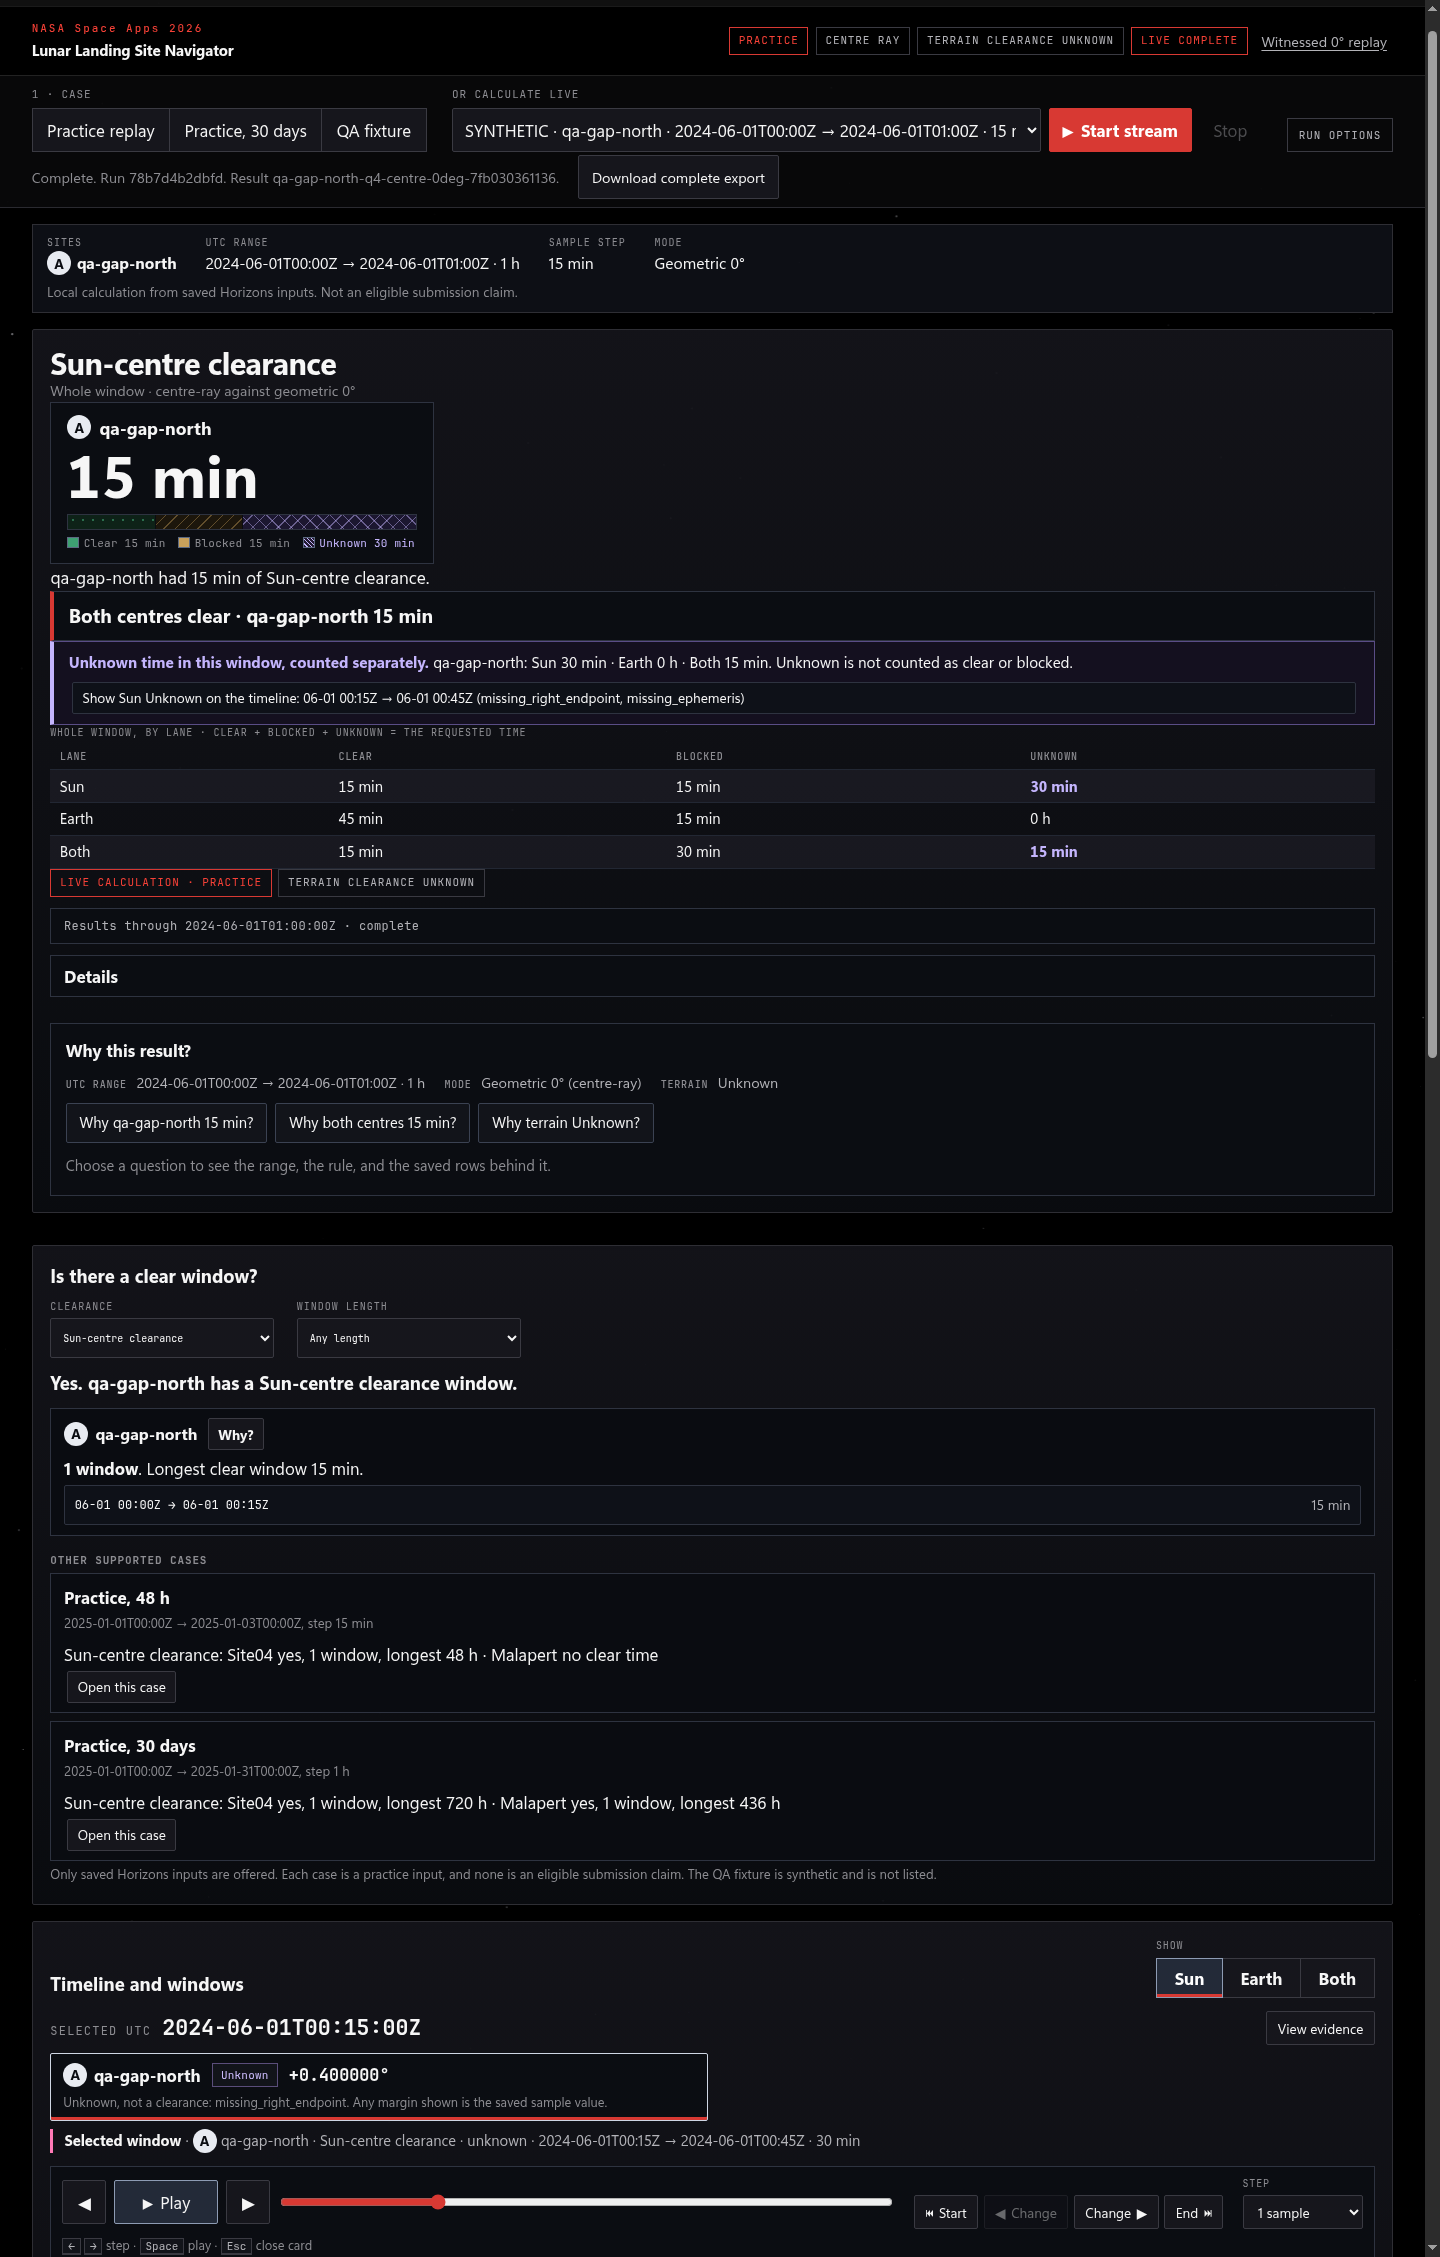 NASA Space Apps 2026
Lunar Landing Site Navigator
PRACTICE
CENTRE RAY
TERRAIN CLEARANCE UNKNOWN
LIVE COMPLETE
Witnessed 0° replay
1 · CASE
Practice replay
Practice, 30 days
QA fixture
OR CALCULATE LIVE
SYNTHETIC · qa-gap-north · 2024-06-01T00:00Z → 2024-06-01T01:00Z · 15 r
▶ Start stream
Stop
RUN OPTIONS
Complete. Run 78b7d4b2dbfd. Result qa-gap-north-q4-centre-0deg-7fb030361136.
Download complete export
SITES
A qa-gap-north
UTC RANGE
2024-06-01T00:00Z → 2024-06-01T01:00Z · 1 h
SAMPLE STEP
15 min
MODE
Geometric 0°
Local calculation from saved Horizons inputs. Not an eligible submission claim.
Sun-centre clearance
Whole window · centre-ray against geometric 0°
A qa-gap-north
15 min
Clear 15 min
Blocked 15 min
Unknown 30 min
qa-gap-north had 15 min of Sun-centre clearance.
Both centres clear · qa-gap-north 15 min
Unknown time in this window, counted separately. qa-gap-north: Sun 30 min · Earth 0 h · Both 15 min. Unknown is not counted as clear or blocked.
Show Sun Unknown on the timeline: 06-01 00:15Z → 06-01 00:45Z (missing_right_endpoint, missing_ephemeris)
WHOLE WINDOW, BY LANE · CLEAR + BLOCKED + UNKNOWN = THE REQUESTED TIME
LANE CLEAR BLOCKED UNKNOWN
Sun 15 min 15 min 30 min
Earth 45 min 15 min 0 h
Both 15 min 30 min 15 min
LIVE CALCULATION · PRACTICE
TERRAIN CLEARANCE UNKNOWN
Results through 2024-06-01T01:00:00Z · complete
Details
Why this result?
UTC RANGE 2024-06-01T00:00Z → 2024-06-01T01:00Z · 1 h MODE Geometric 0° (centre-ray) TERRAIN Unknown
Why qa-gap-north 15 min?
Why both centres 15 min?
Why terrain Unknown?
Choose a question to see the range, the rule, and the saved rows behind it.
Is there a clear window?
CLEARANCE
Sun-centre clearance
WINDOW LENGTH
Any length
Yes. qa-gap-north has a Sun-centre clearance window.
A qa-gap-north Why?
1 window. Longest clear window 15 min.
06-01 00:00Z → 06-01 00:15Z 15 min
OTHER SUPPORTED CASES
Practice, 48 h
2025-01-01T00:00Z → 2025-01-03T00:00Z, step 15 min
Sun-centre clearance: Site04 yes, 1 window, longest 48 h · Malapert no clear time
Open this case
Practice, 30 days
2025-01-01T00:00Z → 2025-01-31T00:00Z, step 1 h
Sun-centre clearance: Site04 yes, 1 window, longest 720 h · Malapert yes, 1 window, longest 436 h
Open this case
Only saved Horizons inputs are offered. Each case is a practice input, and none is an eligible submission claim. The QA fixture is synthetic and is not listed.
Timeline and windows
SHOW
Sun Earth Both
SELECTED UTC 2024-06-01T00:15:00Z
View evidence
A qa-gap-north Unknown +0.400000°
Unknown, not a clearance: missing_right_endpoint. Any margin shown is the saved sample value.
Selected window · A qa-gap-north · Sun-centre clearance · unknown · 2024-06-01T00:15Z → 2024-06-01T00:45Z · 30 min
◀ ▶ Play ▶
⏮ Start
◀ Change
Change ▶
End ⏭
STEP
1 sample
← → step · Space play · Esc close card